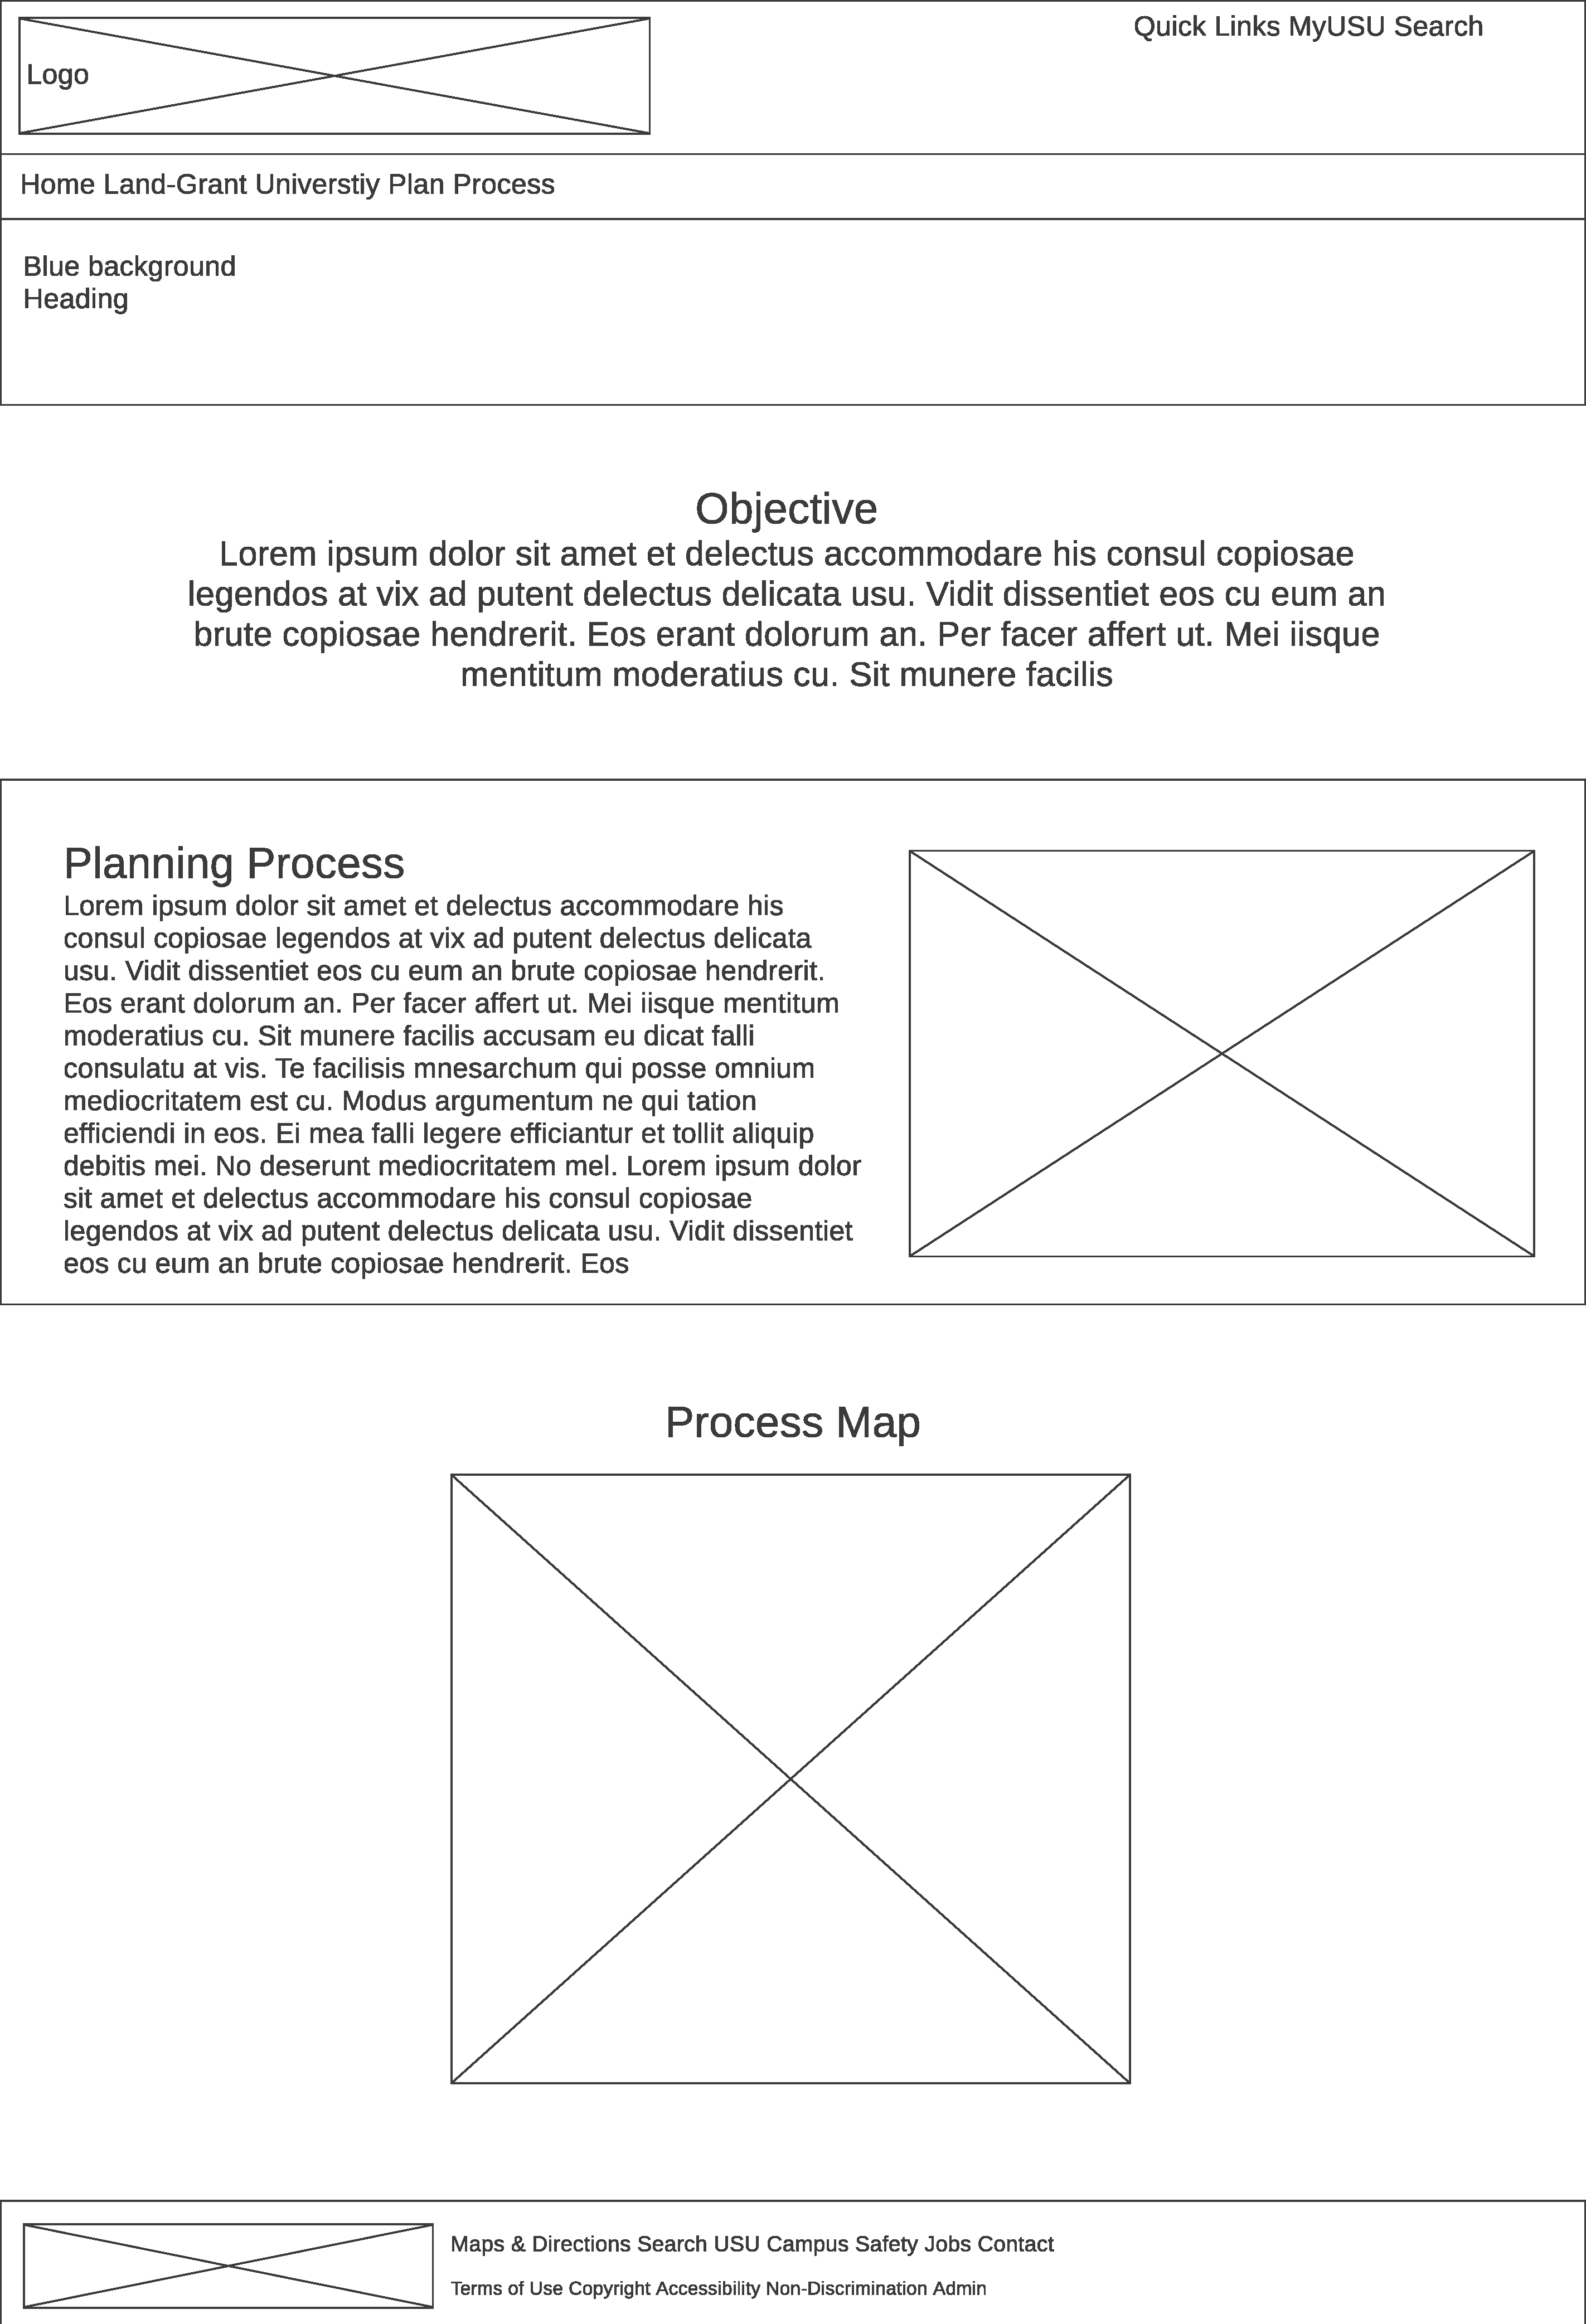 Quick Links MyUSU Search
Logo
Home Land-Grant Universtiy Plan Process
Blue background
Heading
Objective
Lorem ipsum dolor sit amet et delectus accommodare his consul copiosae
legendos at vix ad putent delectus delicata usu. Vidit dissentiet eos cu eum an
brute copiosae hendrerit. Eos erant dolorum an. Per facer affert ut. Mei iisque
mentitum moderatius cu. Sit munere facilis
Planning Process
Lorem ipsum dolor sit amet et delectus accommodare his
consul copiosae legendos at vix ad putent delectus delicata
usu. Vidit dissentiet eos cu eum an brute copiosae hendrerit.
Eos erant dolorum an. Per facer affert ut. Mei iisque mentitum
moderatius cu. Sit munere facilis accusam eu dicat falli
consulatu at vis. Te facilisis mnesarchum qui posse omnium
mediocritatem est cu. Modus argumentum ne qui tation
efficiendi in eos. Ei mea falli legere efficiantur et tollit aliquip
debitis mei. No deserunt mediocritatem mel. Lorem ipsum dolor
sit amet et delectus accommodare his consul copiosae
legendos at vix ad putent delectus delicata usu. Vidit dissentiet
eos cu eum an brute copiosae hendrerit. Eos
Process Map
Maps & Directions Search USU Campus Safety Jobs Contact
Terms of Use Copyright Accessibility Non-Discrimination Admin